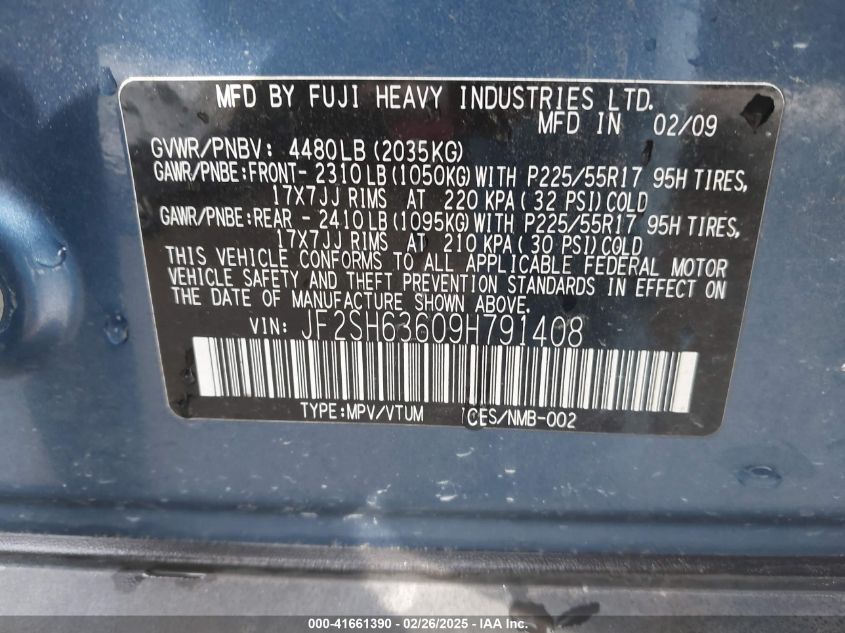 MFD BY FUJI HEAVY INDUSTRIES LTD.
MFD IN 02/09
GVWR/PNBV: 4480LB (2035KG)
GAWR/PNBE:FRONT- 2310LB(1050KG)WITH P225/55R17 95H TIRES,
17X7JJ RIMS AT 220 KPA( 32 PSI)COLD
GAWR/PNBE:REAR - 2410LB(1095KG)WITH P225/55R17 95H TIRES,
17X7JJ RIMS AT 210 KPA( 30 PSI)COLD
THIS VEHICLE CONFORMS TO ALL APPLICABLE FEDERAL MOTOR
VEHICLE SAFETY AND THEFT PREVENTION STANDARDS IN EFFECT ON
THE DATE OF MANUFACTURE SHOWN ABOVE.
VIN: JF2SH63609H791408
TYPE:MPV/VTUM ICES/NMB-002
000-41661390 - 02/26/2025 - IAA Inc.